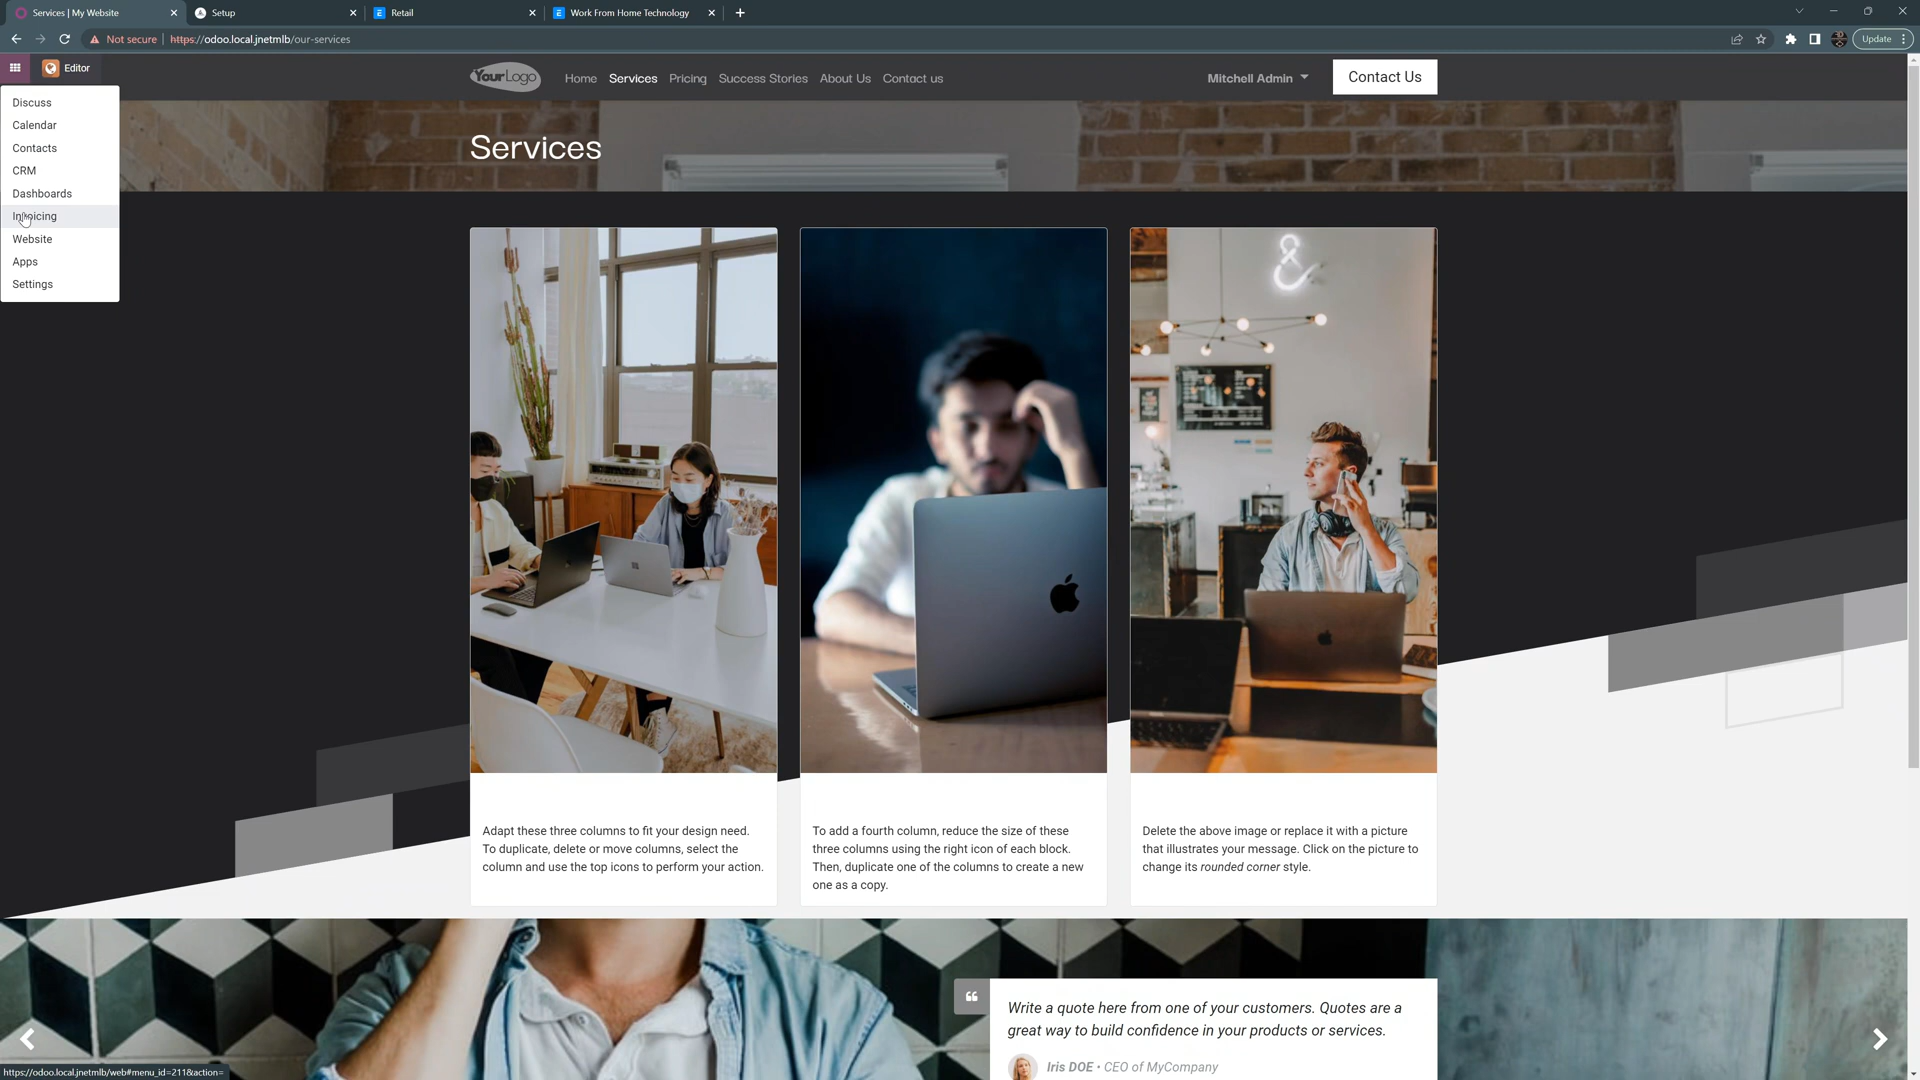 Services | My Website
Setup
Retail
Work From Home Technology
Not secure
https://odoo.local.jnetmlb/our-services
Update
Editor
YourLogo
Home
Services
Pricing
Success Stories
About Us
Contact us
Mitchell Admin
Contact Us
Discuss
Calendar
Contacts
CRM
Dashboards
Invoicing
Website
Apps
Settings
Services
&
Adapt these three columns to fit your design need.
To duplicate, delete or move columns, select the
column and use the top icons to perform your action.
To add a fourth column, reduce the size of these
three columns using the right icon of each block.
Then, duplicate one of the columns to create a new
one as a copy.
Delete the above image or replace it with a picture
that illustrates your message. Click on the picture to
change its rounded corner style.
Write a quote here from one of your customers. Quotes are a
great way to build confidence in your products or services.
Iris DOE • CEO of MyCompany
https://odoo.local.jnetmlb/web#menu_id=211&action=